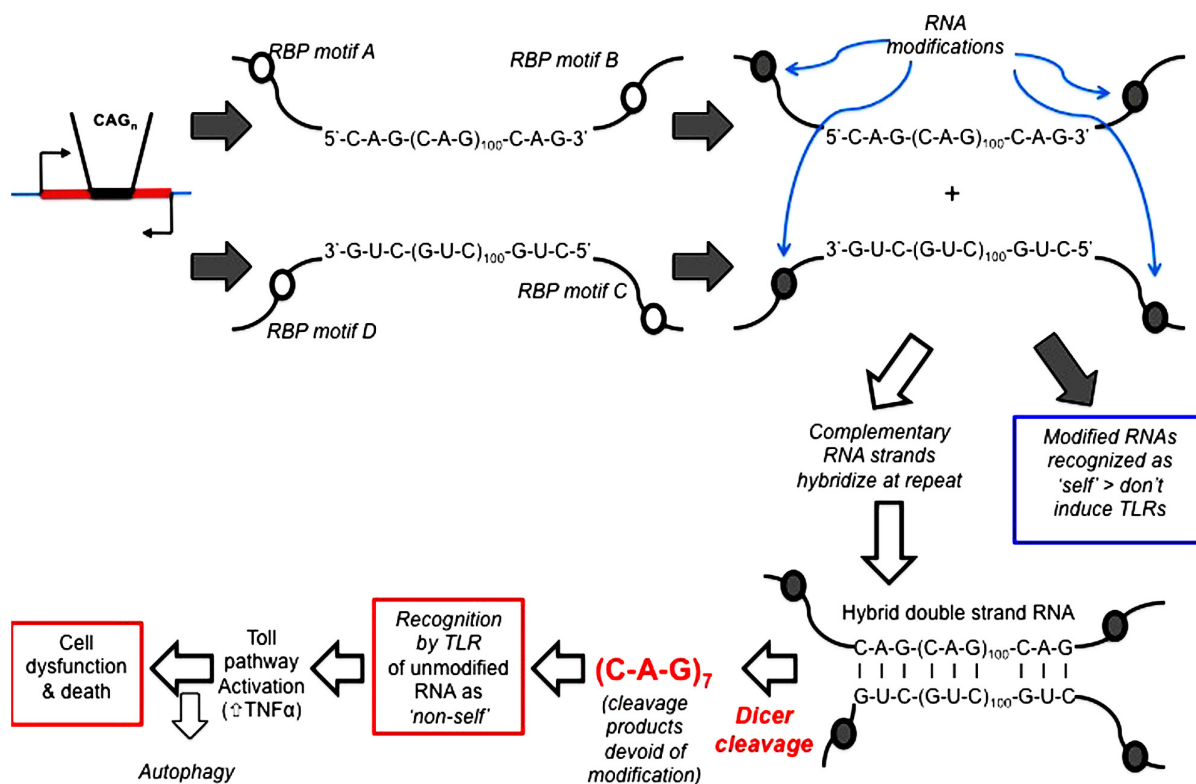 CAGn
RBP motif A
RBP motif B
5`-C-A-G-(C-A-G)100-C-A-G-3’
3`-G-U-C-(G-U-C)100-G-U-C-5’
RBP motif C
RBP motif D
RNA
modifications
5`-C-A-G-(C-A-G)100-C-A-G-3’
+
3`-G-U-C-(G-U-C)100-G-U-C-5’
Complementary
RNA strands
hybridize at repeat
Modified RNAs
recognized as
‘self’ > don’t
induce TLRs
Hybrid double strand RNA
C-A-G-(C-A-G)100-C-A-G
G-U-C-(G-U-C)100-G-U-C
Dicer
cleavage
(C-A-G)7
(cleavage
products
devoid of
modification)
Recognition
by TLR
of unmodified
RNA as
‘non-self’
Toll
pathway
Activation
(⇧TNFα)
Autophagy
Cell
dysfunction
& death